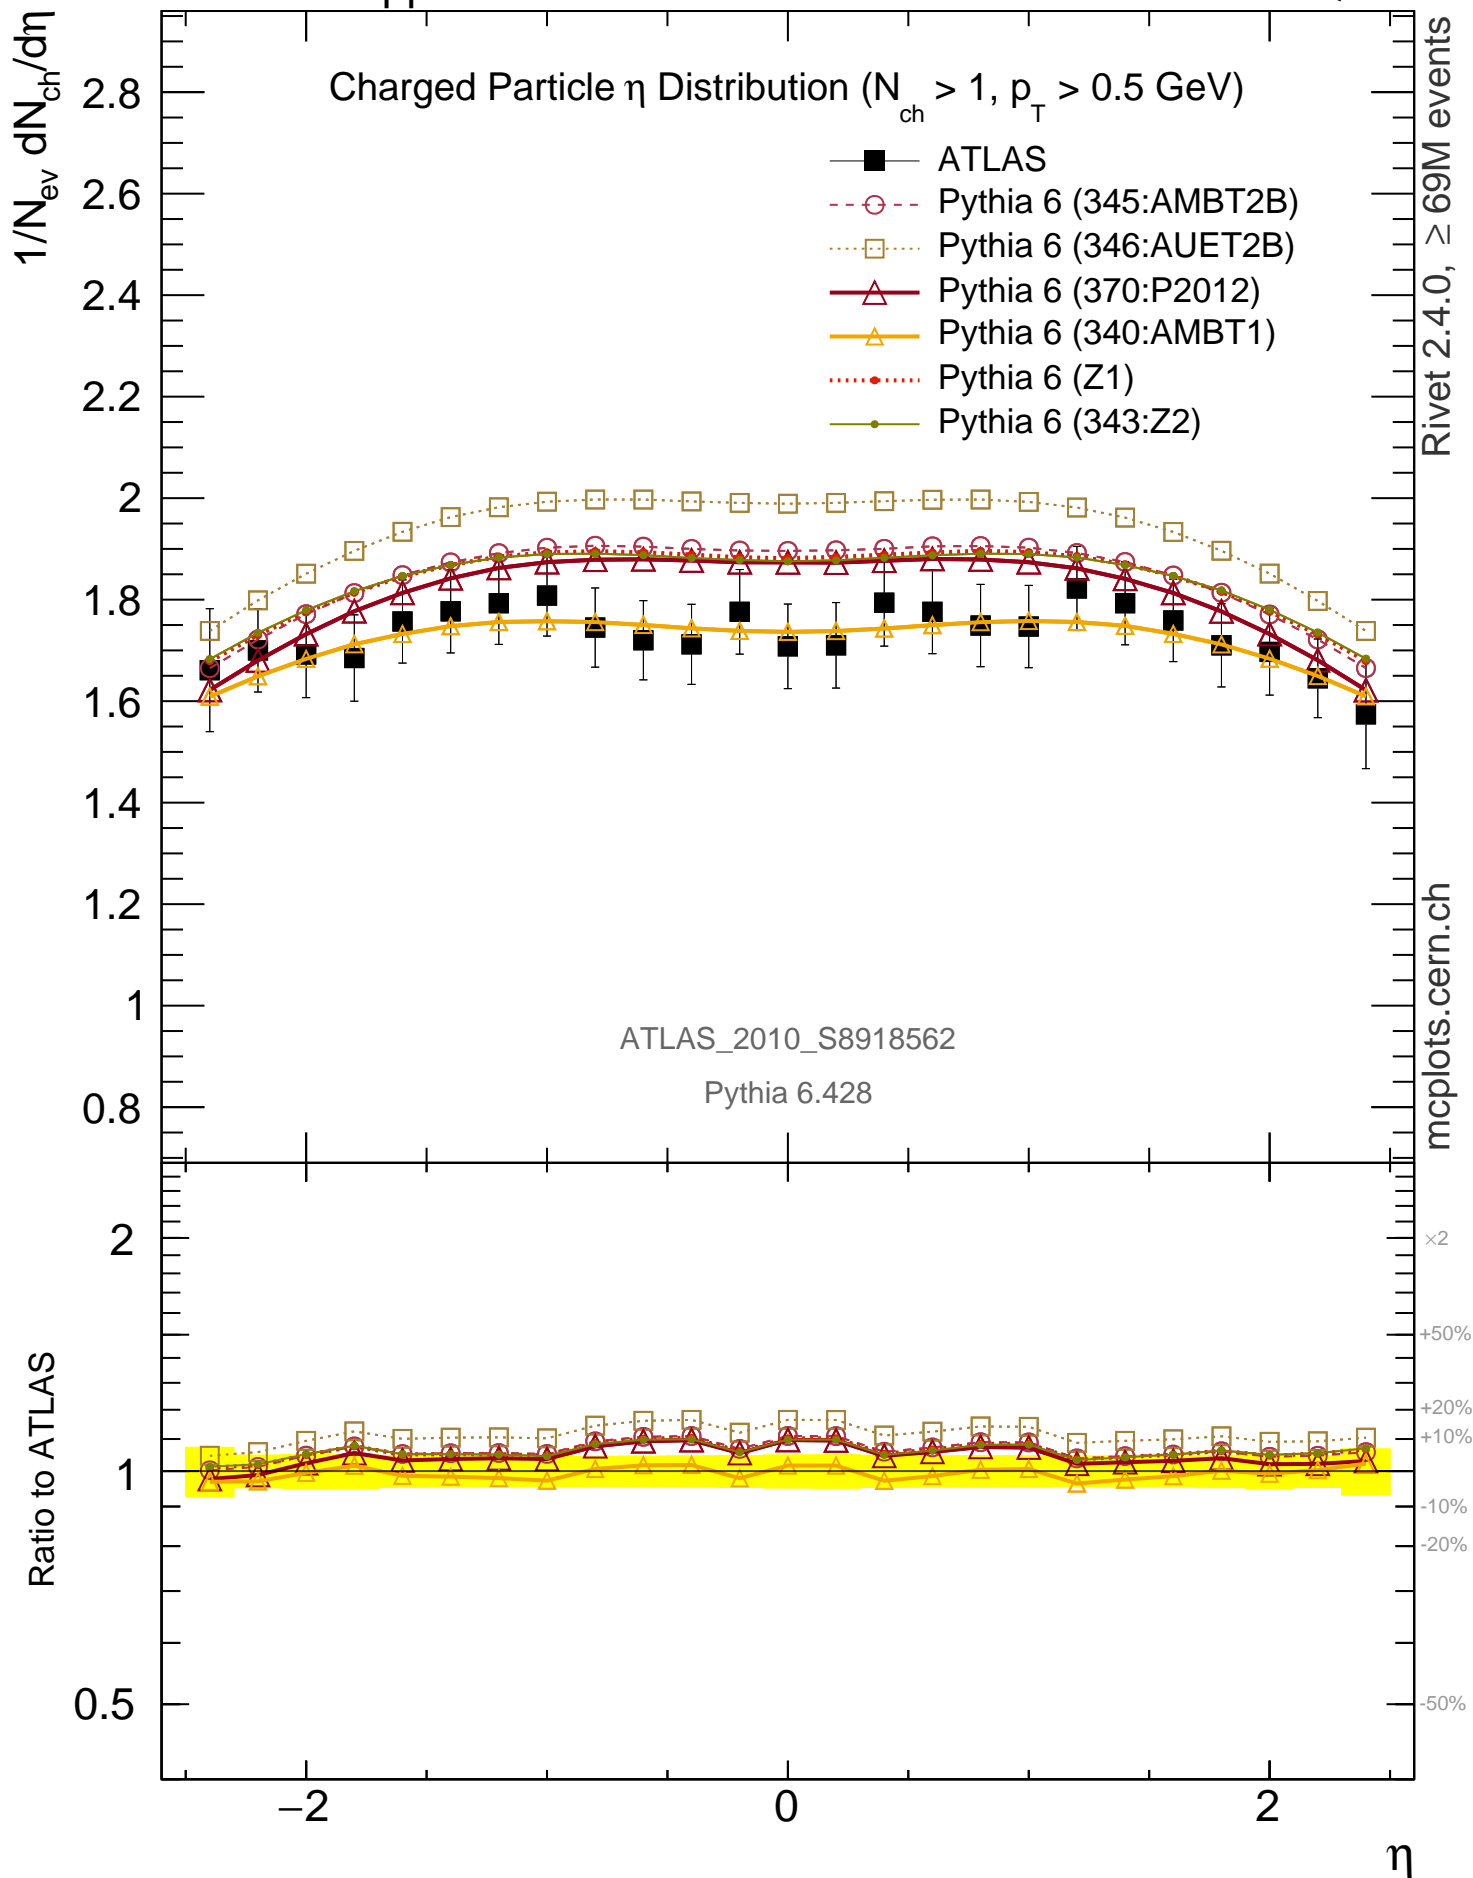 pp
1/N_ev dN_ch/dη
Charged Particle η Distribution (N_ch > 1, p_T > 0.5 GeV)
ATLAS
Pythia 6 (345:AMBT2B)
Pythia 6 (346:AUET2B)
Pythia 6 (370:P2012)
Pythia 6 (340:AMBT1)
Pythia 6 (Z1)
Pythia 6 (343:Z2)
2.8
2.6
2.4
2.2
2
1.8
1.6
1.4
1.2
1
0.8
ATLAS_2010_S8918562
Pythia 6.428
Rivet 2.4.0, ≥ 69M events
mcplots.cern.ch
Ratio to ATLAS
2
1
0.5
×2
+50%
+20%
+10%
-10%
-20%
-50%
−2
0
2
η